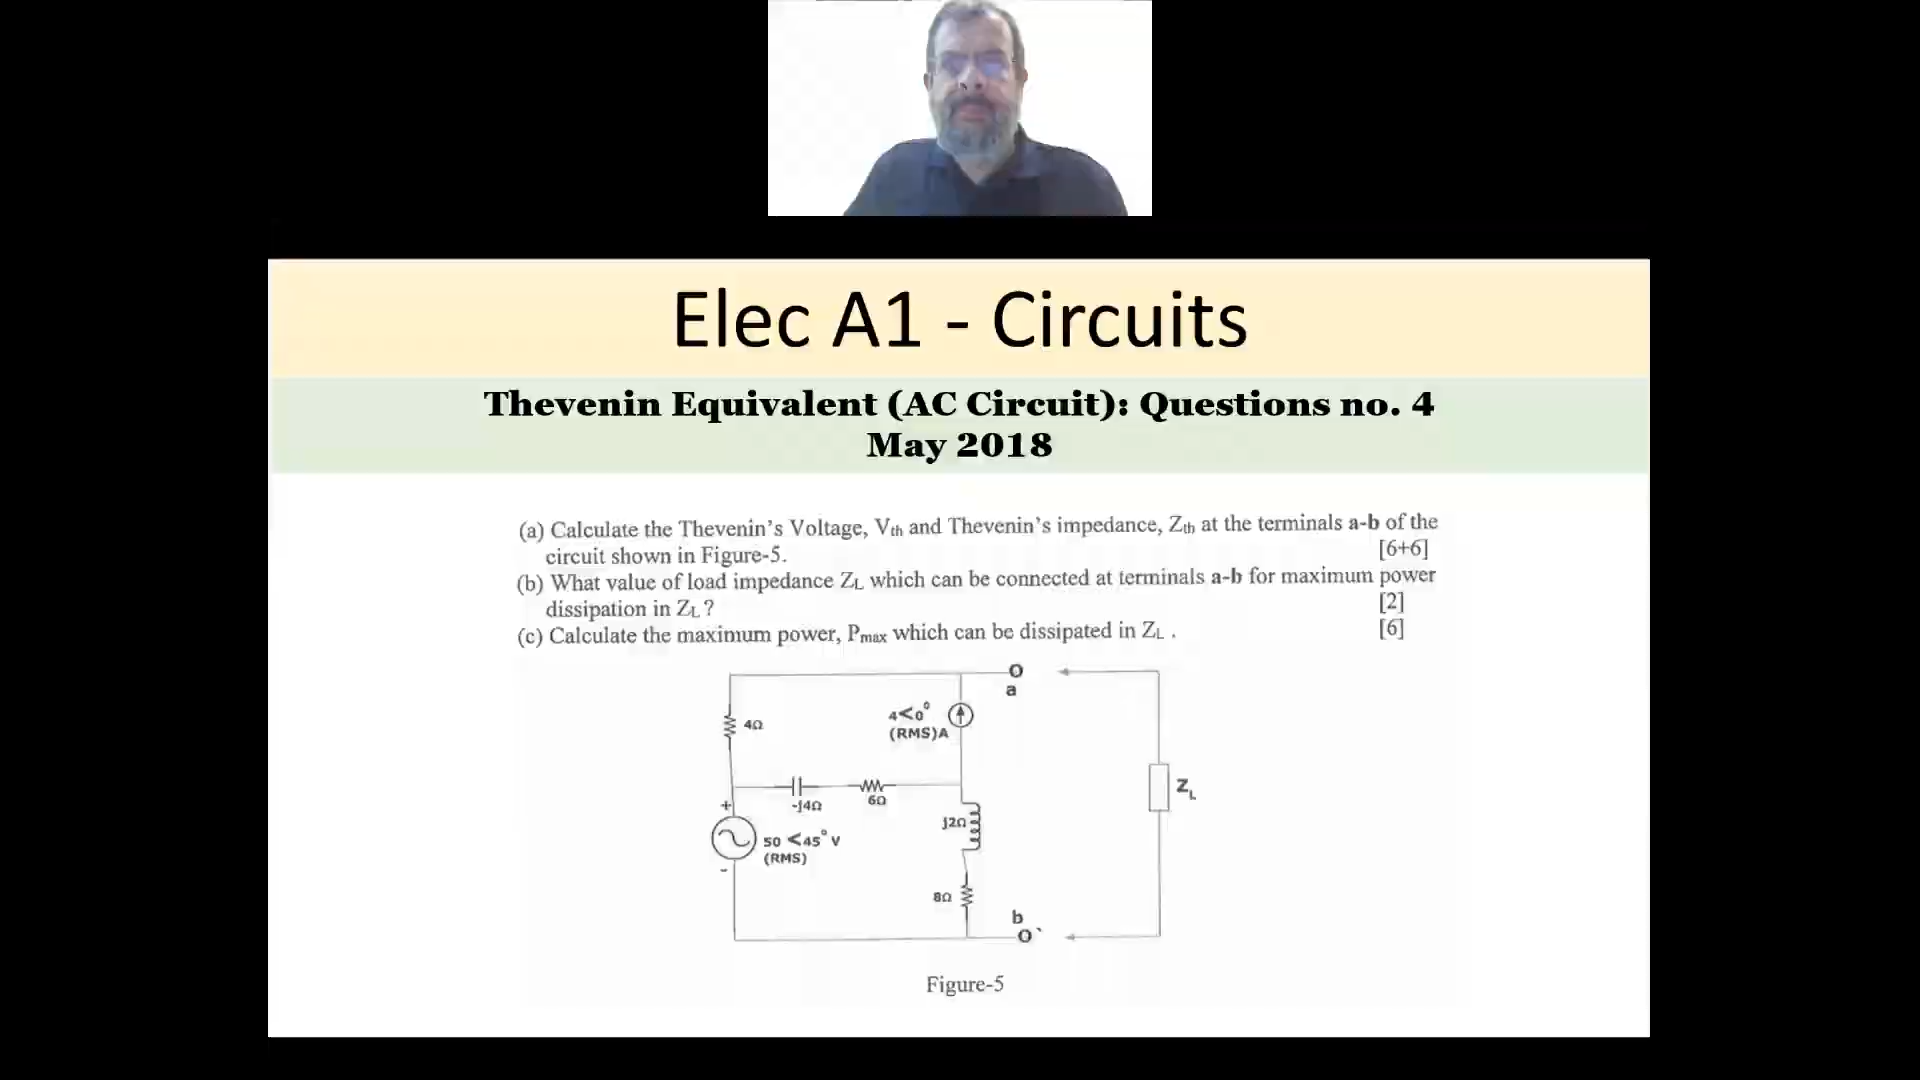 Elec A1 - Circuits
Thevenin Equivalent (AC Circuit): Questions no. 4
May 2018
(a) Calculate the Thevenin's Voltage, Vth and Thevenin's impedance, Zth at the terminals a-b of the
circuit shown in Figure-5. [6+6]
(b) What value of load impedance ZL which can be connected at terminals a-b for maximum power
dissipation in ZL ? [2]
(c) Calculate the maximum power, Pmax which can be dissipated in ZL . [6]
a
4Ω
4<0°
(RMS)A
-j4Ω
6Ω
ZL
+
j2Ω
50 <45° V
(RMS)
-
8Ω
b
Figure-5